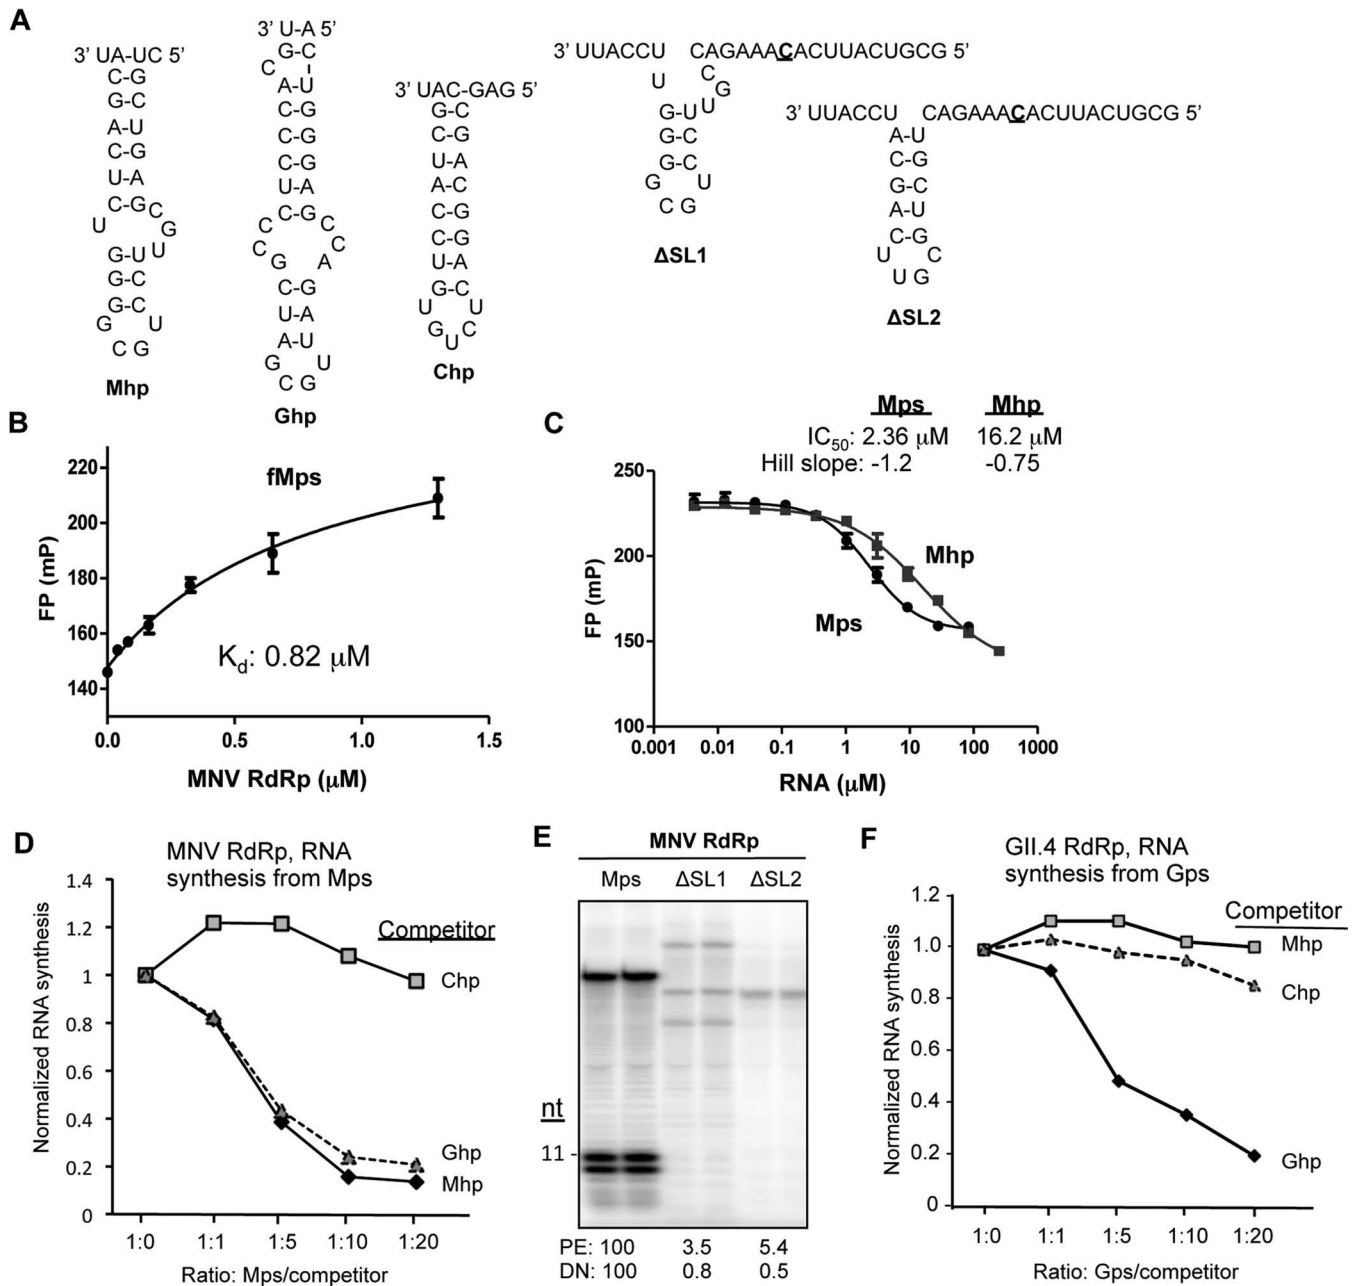 A
3' UA-UC 5'
C-G
G-C
A-U
C-G
U-A
C-G C
U G
U
G-U
G-C
G-C
G U
C G
Mhp
3' U-A 5'
G-C
C
A-U
C-G
C-G
C-G
U-A
C-G C
C C
C
G A
C-G
U-A
A-U
G U
C G
Ghp
3' UAC-GAG 5'
G-C
C-G
U-A
A-C
C-G
C-G
U-A
G-C
U U
G C
U
Chp
3' UUACCU CAGAAACACUUACUGCG 5'
U C
G
U
G-U
G-C
G-C
G U
C G
ΔSL1
3' UUACCU CAGAAACACUUACUGCG 5'
A-U
C-G
G-C
A-U
C-G
U C
U G
ΔSL2
B
fMps
FP (mP)
220
200
180
160
140
Kd: 0.82 μM
0.0 0.5 1.0 1.5
MNV RdRp (μM)
C
Mps Mhp
IC50: 2.36 μM 16.2 μM
Hill slope: -1.2 -0.75
FP (mP)
250
200
150
100
Mhp
Mps
0.001 0.01 0.1 1 10 100 1000
RNA (μM)
D
MNV RdRp, RNA
synthesis from Mps
Normalized RNA synthesis
1.4
1.2
1
0.8
0.6
0.4
0.2
0
Competitor
Chp
Ghp
Mhp
1:0 1:1 1:5 1:10 1:20
Ratio: Mps/competitor
E
MNV RdRp
Mps ΔSL1 ΔSL2
nt
11 -
PE: 100 3.5 5.4
DN: 100 0.8 0.5
F
GII.4 RdRp, RNA
synthesis from Gps
Normalized RNA synthesis
1.2
1.0
0.8
0.6
0.4
0.2
0
Competitor
Mhp
Chp
Ghp
1:0 1:1 1:5 1:10 1:20
Ratio: Gps/competitor